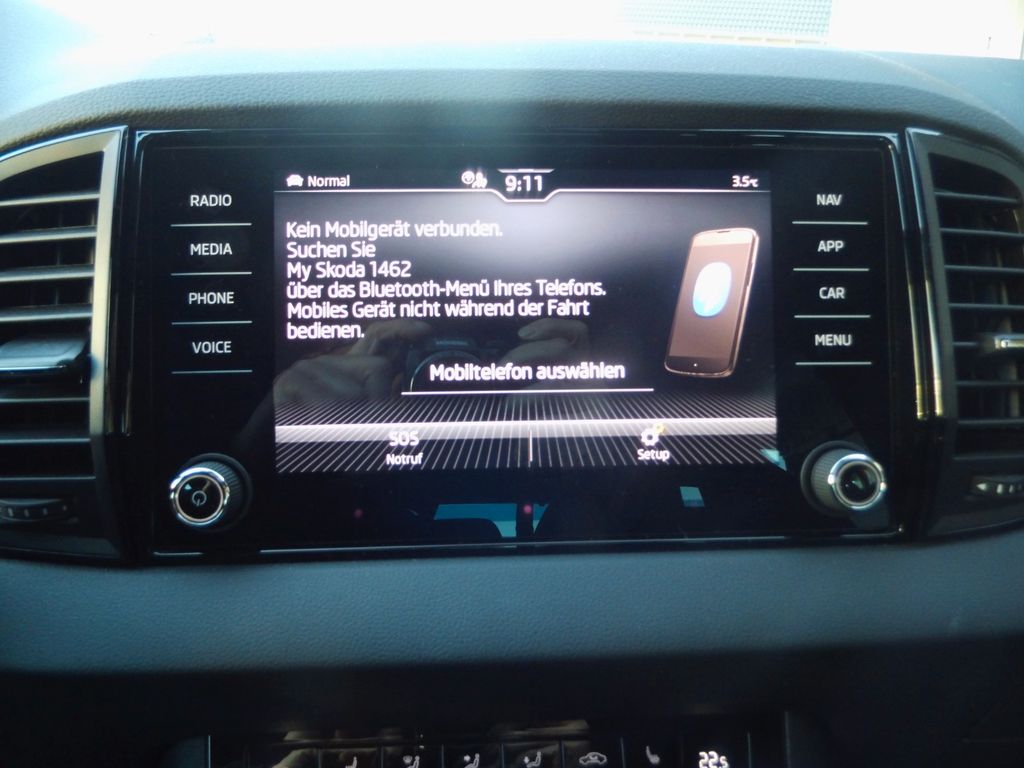 Normal
9:11
3.5°C
RADIO
MEDIA
PHONE
VOICE
Kein Mobilgerät verbunden.
Suchen Sie
My Skoda 1462
über das Bluetooth-Menü Ihres Telefons.
Mobiles Gerät nicht während der Fahrt
bedienen.
Mobiltelefon auswählen
SOS
Notruf
Setup
NAV
APP
CAR
MENU
22.5